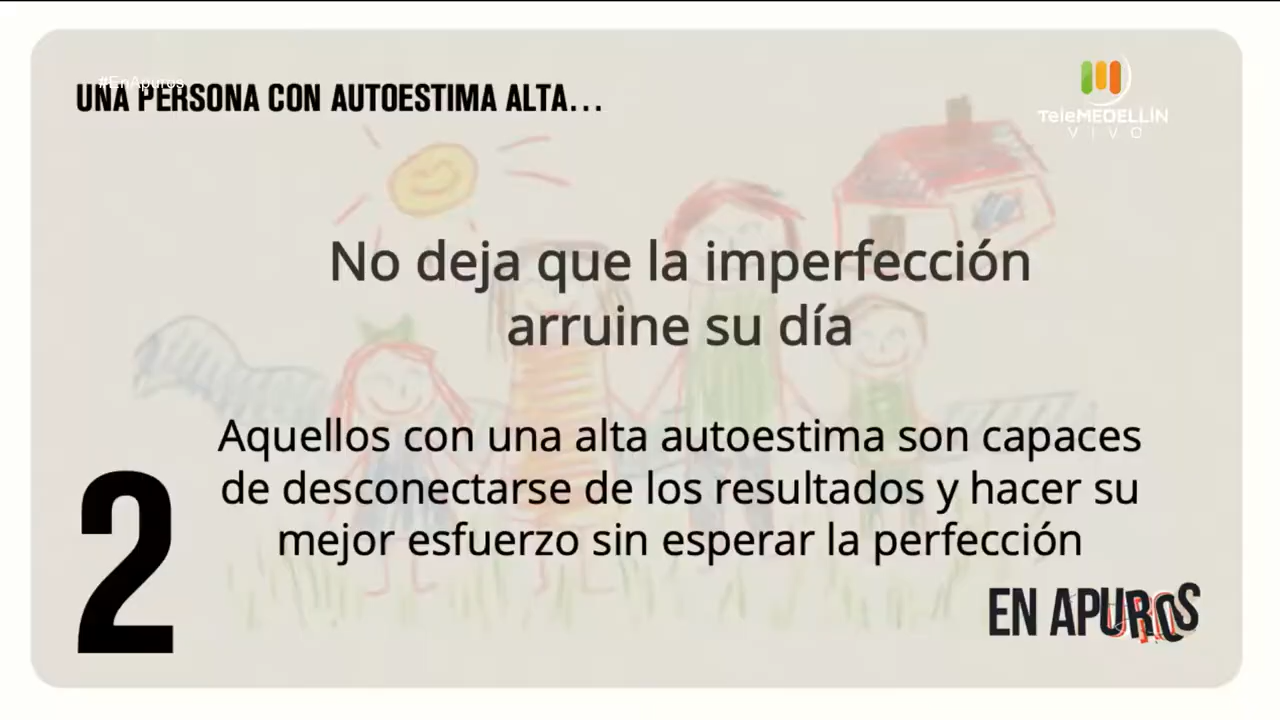 #EnApuros
UNA PERSONA CON AUTOESTIMA ALTA...
TeleMEDELLÍN
VIVO
No deja que la imperfección
arruine su día
Aquellos con una alta autoestima son capaces
de desconectarse de los resultados y hacer su
mejor esfuerzo sin esperar la perfección
2
EN APUROS